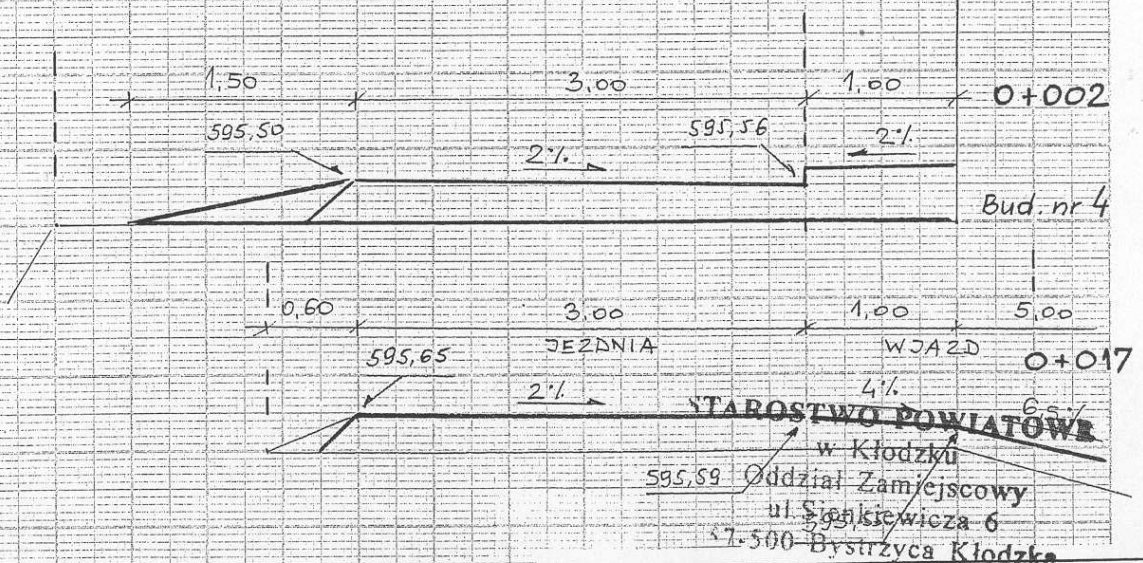 1,50 3,00 1,00 0+002
595,50 595,56
2% 2%
Bud. nr 4
0,60 3,00 1,00 5,00
JEZDNIA WJAZD 0+017
595,65
2% 4%
STAROSTWO POWIATOWE
w Kłodzku
595,59 Oddział Zamiejscowy
ul. Sienkiewicza 6
57-500 Bystrzyca Kłodzka